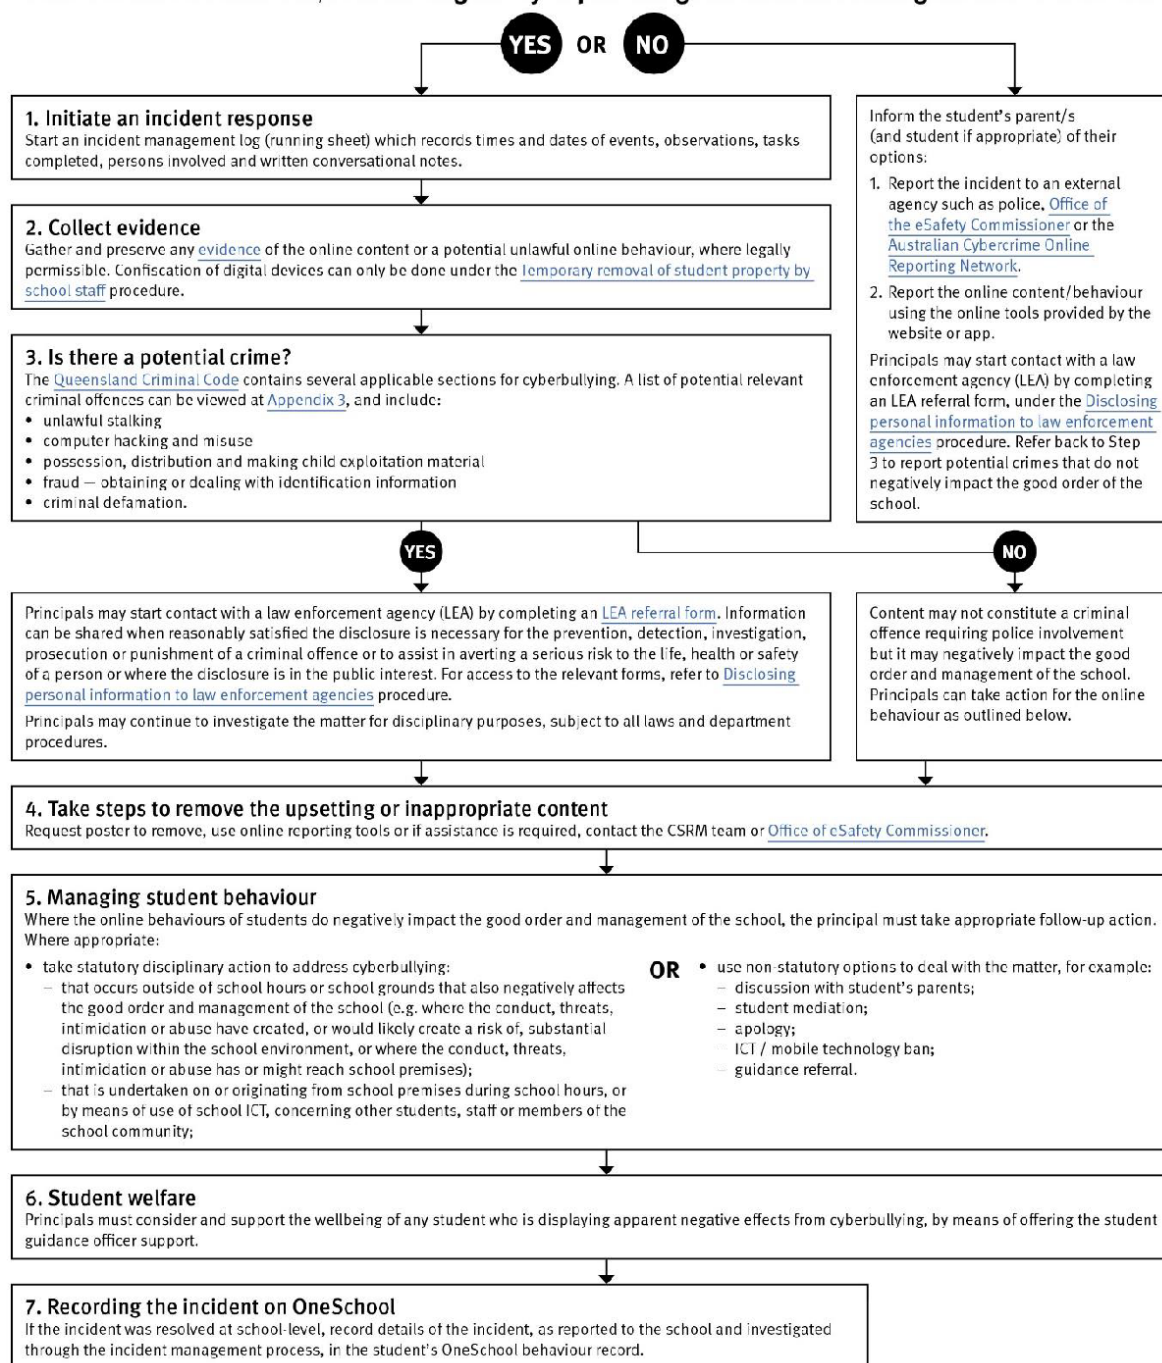 YES OR NO
1. Initiate an incident response
Start an incident management log (running sheet) which records times and dates of events, observations, tasks
completed, persons involved and written conversational notes.
2. Collect evidence
Gather and preserve any evidence of the online content or a potential unlawful online behaviour, where legally
permissible. Confiscation of digital devices can only be done under the Temporary removal of student property by
school staff procedure.
3. Is there a potential crime?
The Queensland Criminal Code contains several applicable sections for cyberbullying. A list of potential relevant
criminal offences can be viewed at Appendix 3, and include:
• unlawful stalking
• computer hacking and misuse
• possession, distribution and making child exploitation material
• fraud – obtaining or dealing with identification information
• criminal defamation.
Inform the student's parent/s
(and student if appropriate) of their
options:
1. Report the incident to an external
agency such as police, Office of
the eSafety Commissioner or the
Australian Cybercrime Online
Reporting Network.
2. Report the online content/behaviour
using the online tools provided by the
website or app.
Principals may start contact with a law
enforcement agency (LEA) by completing
an LEA referral form, under the Disclosing
personal information to law enforcement
agencies procedure. Refer back to Step
3 to report potential crimes that do not
negatively impact the good order of the
school.
YES
NO
Principals may start contact with a law enforcement agency (LEA) by completing an LEA referral form. Information
can be shared when reasonably satisfied the disclosure is necessary for the prevention, detection, investigation,
prosecution or punishment of a criminal offence or to assist in averting a serious risk to the life, health or safety
of a person or where the disclosure is in the public interest. For access to the relevant forms, refer to Disclosing
personal information to law enforcement agencies procedure.
Principals may continue to investigate the matter for disciplinary purposes, subject to all laws and department
procedures.
Content may not constitute a criminal
offence requiring police involvement
but it may negatively impact the good
order and management of the school.
Principals can take action for the online
behaviour as outlined below.
4. Take steps to remove the upsetting or inappropriate content
Request poster to remove, use online reporting tools or if assistance is required, contact the CSRM team or Office of eSafety Commissioner.
5. Managing student behaviour
Where the online behaviours of students do negatively impact the good order and management of the school, the principal must take appropriate follow-up action.
Where appropriate:
• take statutory disciplinary action to address cyberbullying:
– that occurs outside of school hours or school grounds that also negatively affects
the good order and management of the school (e.g. where the conduct, threats,
intimidation or abuse have created, or would likely create a risk of, substantial
disruption within the school environment, or where the conduct, threats,
intimidation or abuse has or might reach school premises);
– that is undertaken on or originating from school premises during school hours, or
by means of use of school ICT, concerning other students, staff or members of the
school community;
OR
• use non-statutory options to deal with the matter, for example:
– discussion with student's parents;
– student mediation;
– apology;
– ICT / mobile technology ban;
– guidance referral.
6. Student welfare
Principals must consider and support the wellbeing of any student who is displaying apparent negative effects from cyberbullying, by means of offering the student
guidance officer support.
7. Recording the incident on OneSchool
If the incident was resolved at school-level, record details of the incident, as reported to the school and investigated
through the incident management process, in the student's OneSchool behaviour record.